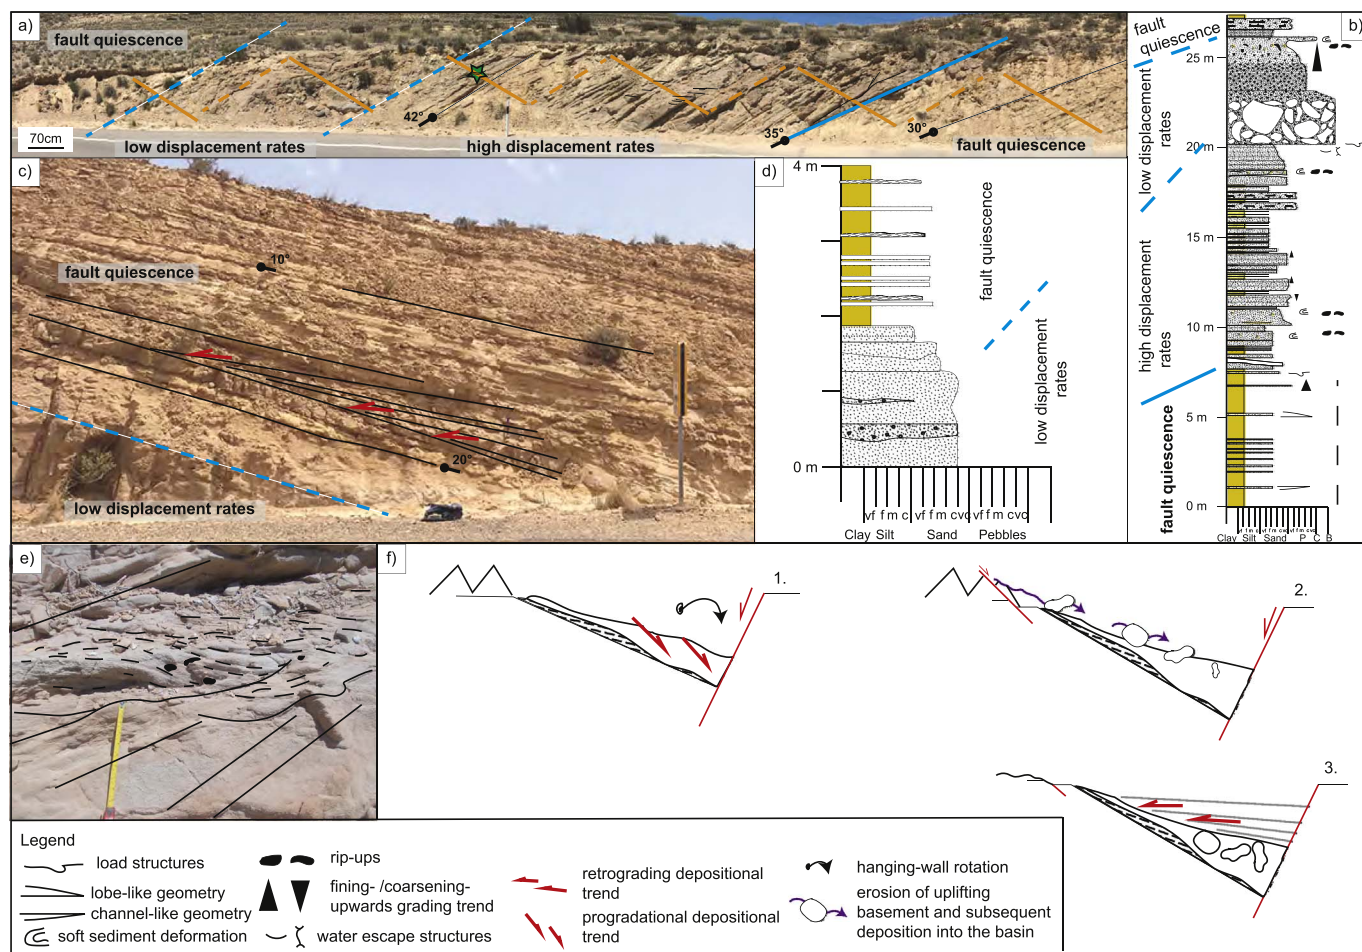 a)
fault quiescence
42°
35°
30°
70cm
low displacement rates
high displacement rates
fault quiescence
b)
fault
quiescence
low displacement
rates
high displacement
rates
fault quiescence
25 m
20 m
15 m
10 m
5 m
0 m
vf f m c vf f m c vc vf f m c vc
Clay Silt Sand P C B
c)
fault quiescence
10°
20°
low displacement rates
d)
4 m
0 m
fault quiescence
low displacement
rates
vf f m c vf f m c vc vf f m c vc
Clay Silt Sand Pebbles
e)
f)
1.
2.
3.
Legend
load structures
lobe-like geometry
channel-like geometry
soft sediment deformation
rip-ups
fining- /coarsening-
upwards grading trend
water escape structures
retrograding depositional
trend
progradational depositional
trend
hanging-wall rotation
erosion of uplifting
basement and subsequent
deposition into the basin